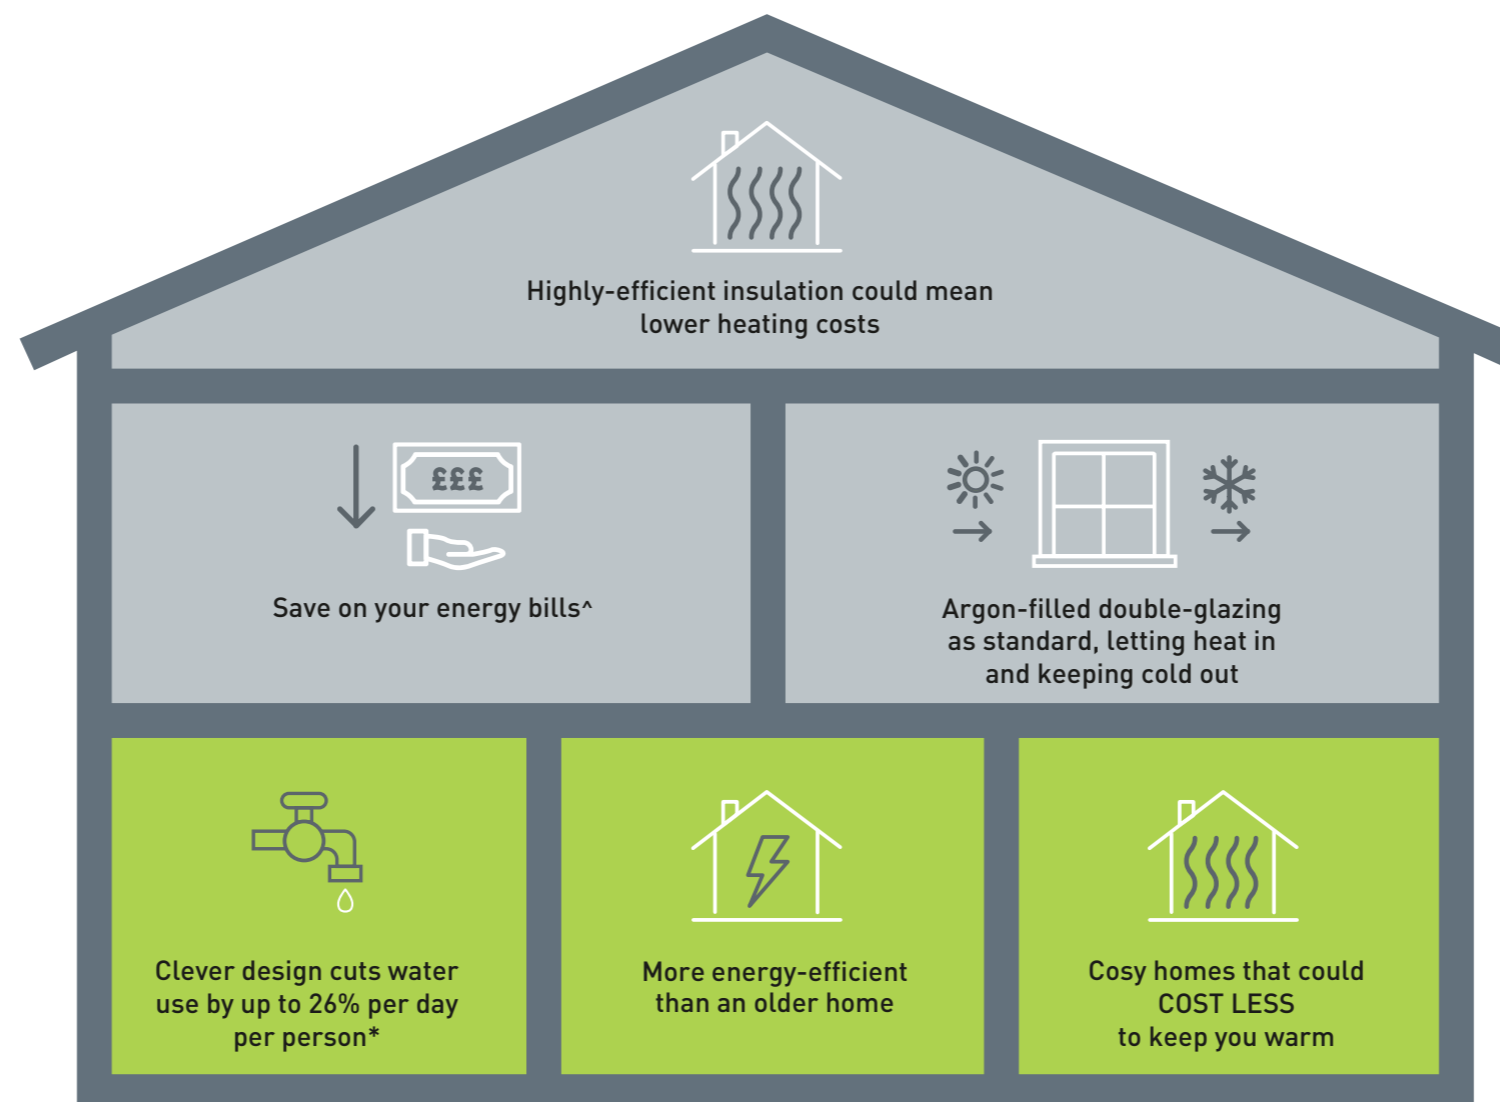 Highly-efficient insulation could mean
lower heating costs
£££
Save on your energy bills^
Argon-filled double-glazing
as standard, letting heat in
and keeping cold out
Clever design cuts water
use by up to 26% per day
per person*
More energy-efficient
than an older home
Cosy homes that could
COST LESS
to keep you warm